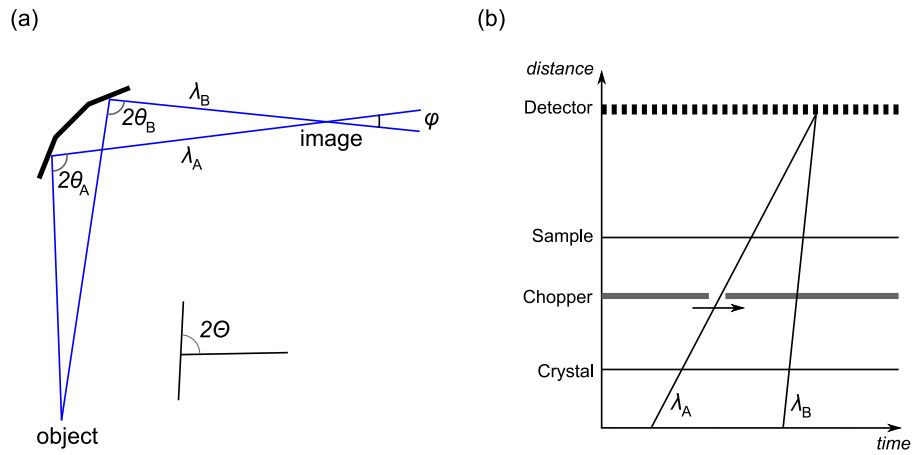 (a)
λB
2θB
φ
image
λA
2θA
2Θ
object
(b)
distance
Detector
Sample
Chopper
Crystal
λA
λB
time